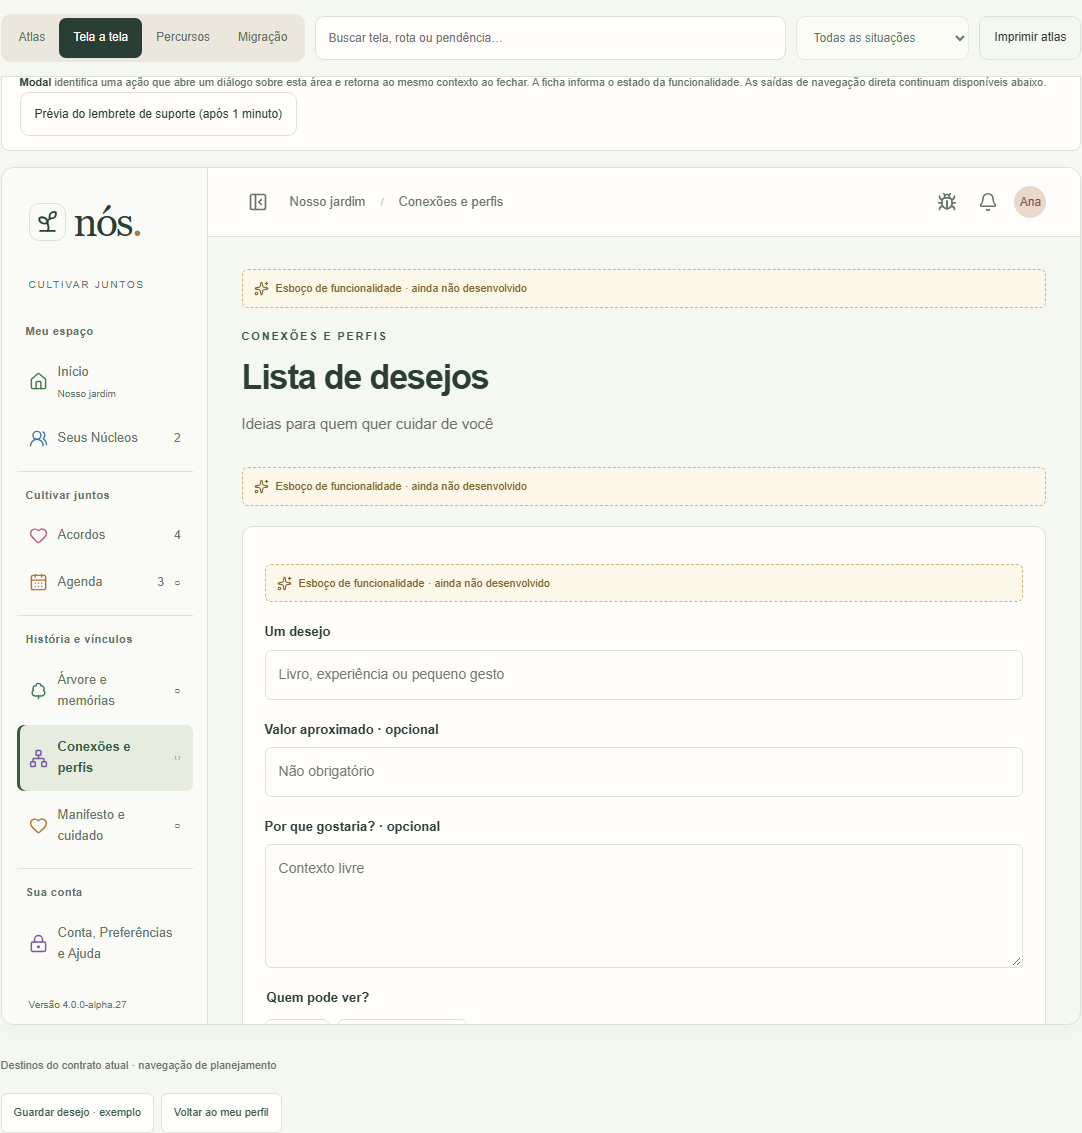 Atlas
Tela a tela
Percursos
Migração
Buscar tela, rota ou pendência...
Todas as situações
Imprimir atlas
Modal identifica uma ação que abre um diálogo sobre esta área e retorna ao mesmo contexto ao fechar. A ficha informa o estado da funcionalidade. As saídas de navegação direta continuam disponíveis abaixo.
Prévia do lembrete de suporte (após 1 minuto)
nós.
CULTIVAR JUNTOS
Meu espaço
Início
Nosso jardim
Seus Núcleos 2
Cultivar juntos
Acordos 4
Agenda 3
História e vínculos
Árvore e
memórias
Conexões e
perfis
Manifesto e
cuidado
Sua conta
Conta, Preferências
e Ajuda
Versão 4.0.0-alpha.27
Nosso jardim / Conexões e perfis
Ana
Esboço de funcionalidade · ainda não desenvolvido
CONEXÕES E PERFIS
Lista de desejos
Ideias para quem quer cuidar de você
Esboço de funcionalidade · ainda não desenvolvido
Esboço de funcionalidade · ainda não desenvolvido
Um desejo
Livro, experiência ou pequeno gesto
Valor aproximado · opcional
Não obrigatório
Por que gostaria? · opcional
Contexto livre
Quem pode ver?
Destinos do contrato atual · navegação de planejamento
Guardar desejo · exemplo
Voltar ao meu perfil